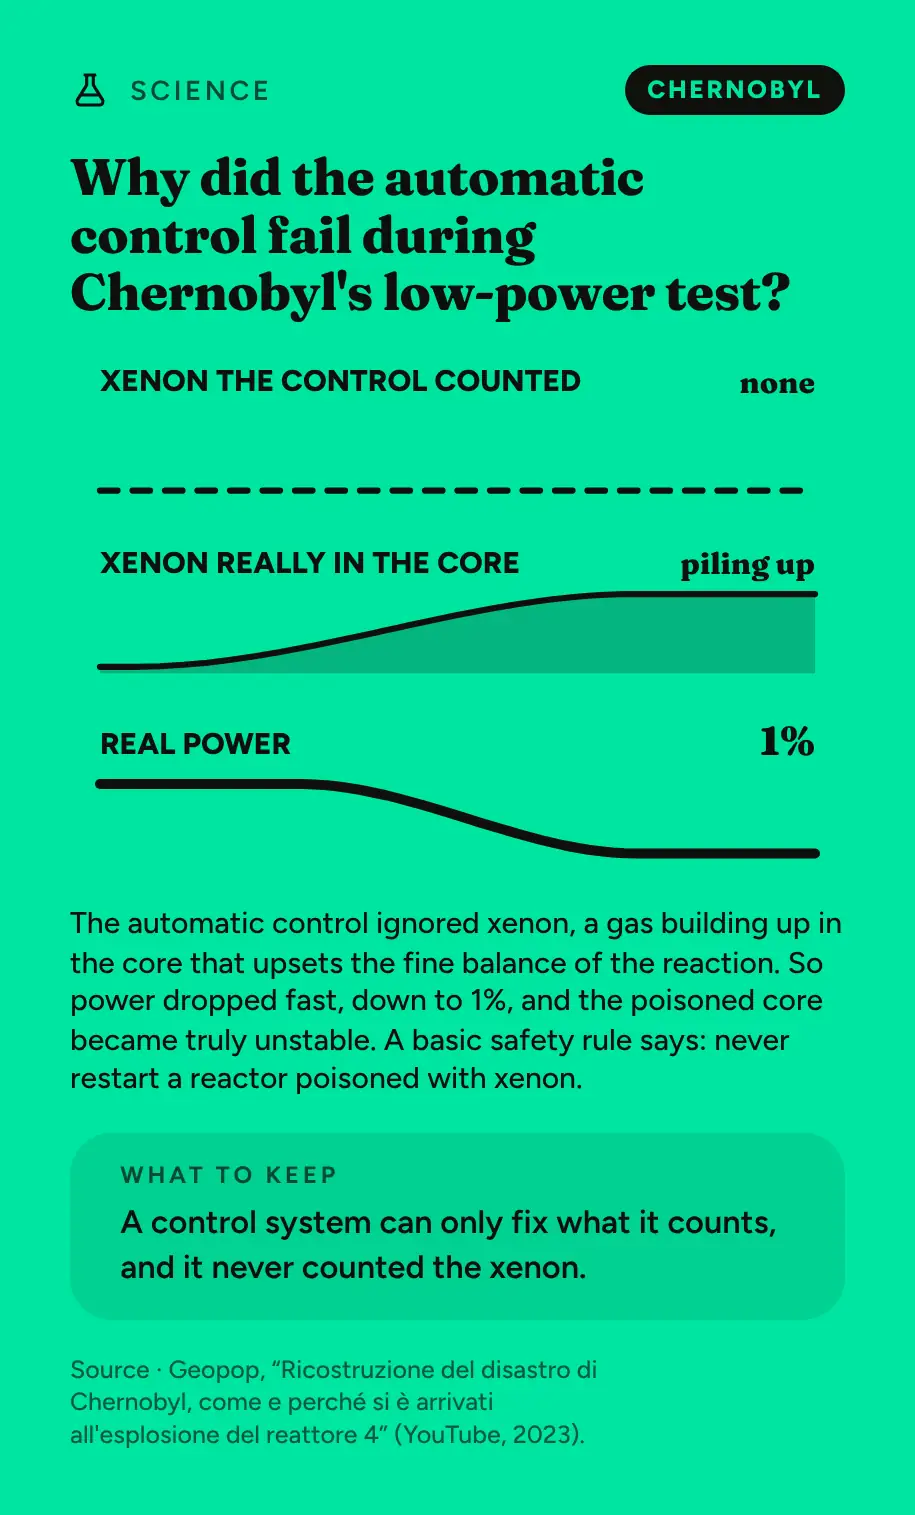 SCIENCE
CHERNOBYL
Why did the automatic
control fail during
Chernobyl's low-power test?
XENON THE CONTROL COUNTED
none
XENON REALLY IN THE CORE
piling up
REAL POWER
1%
The automatic control ignored xenon, a gas building up in
the core that upsets the fine balance of the reaction. So
power dropped fast, down to 1%, and the poisoned core
became truly unstable. A basic safety rule says: never
restart a reactor poisoned with xenon.
WHAT TO KEEP
A control system can only fix what it counts,
and it never counted the xenon.
Source · Geopop, “Ricostruzione del disastro di
Chernobyl, come e perché si è arrivati
all'esplosione del reattore 4” (YouTube, 2023).